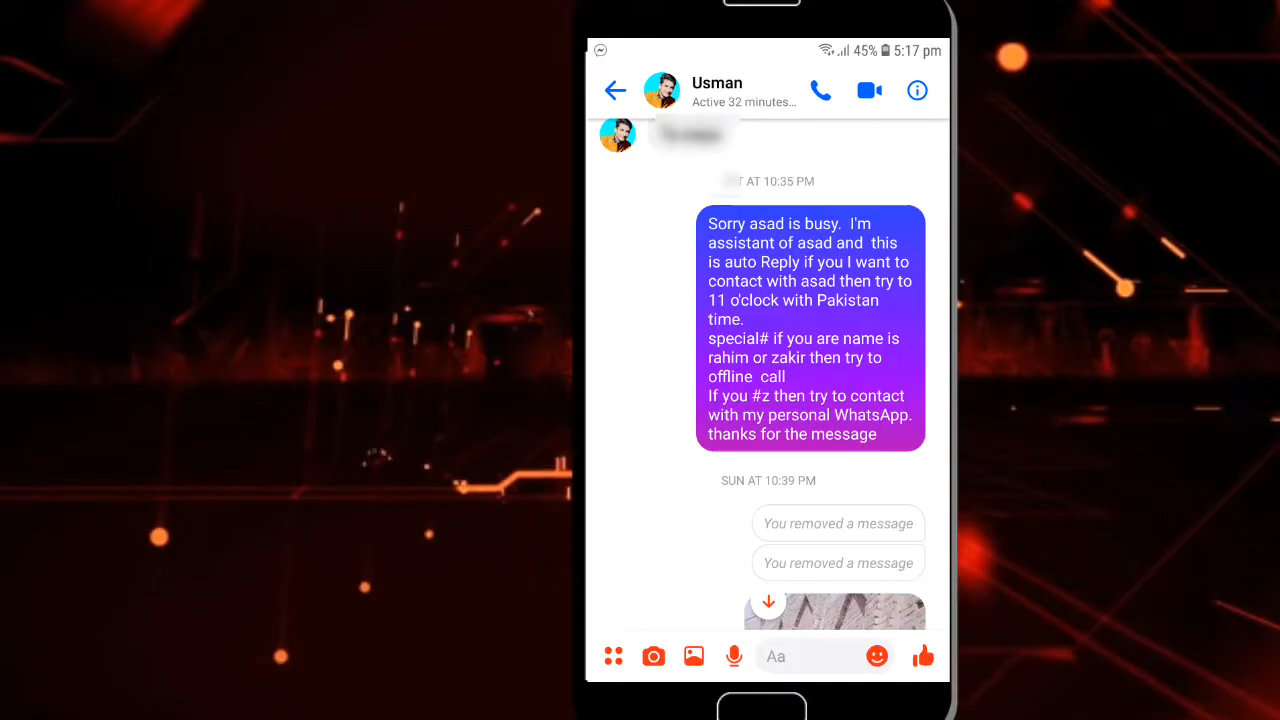 45% 5:17 pm
Usman
Active 32 minutes...
T AT 10:35 PM
Sorry asad is busy. I'm
assistant of asad and this
is auto Reply if you I want to
contact with asad then try to
11 o'clock with Pakistan
time.
special# if you are name is
rahim or zakir then try to
offline call
If you #z then try to contact
with my personal WhatsApp.
thanks for the message
SUN AT 10:39 PM
You removed a message
You removed a message
Aa